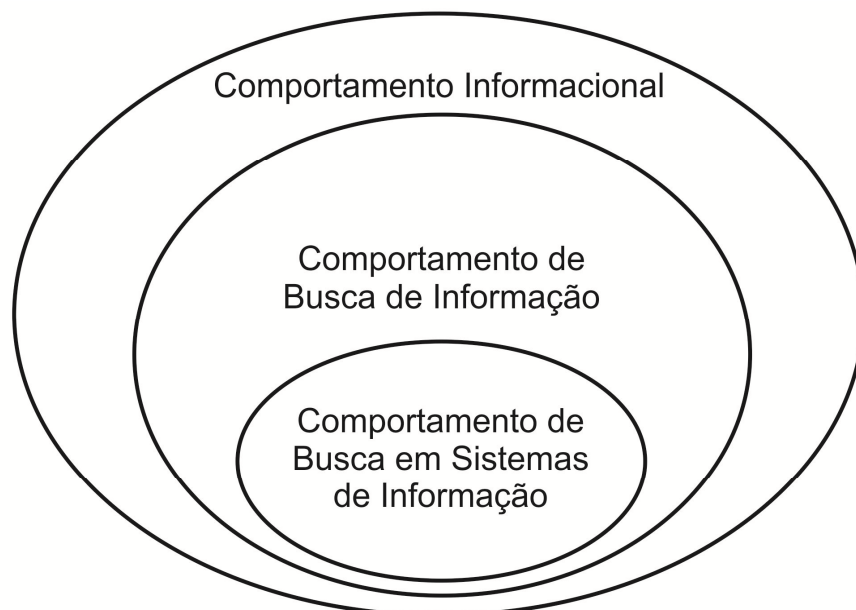 Comportamento Informacional
Comportamento de
Busca de Informação
Comportamento de
Busca em Sistemas
de Informação